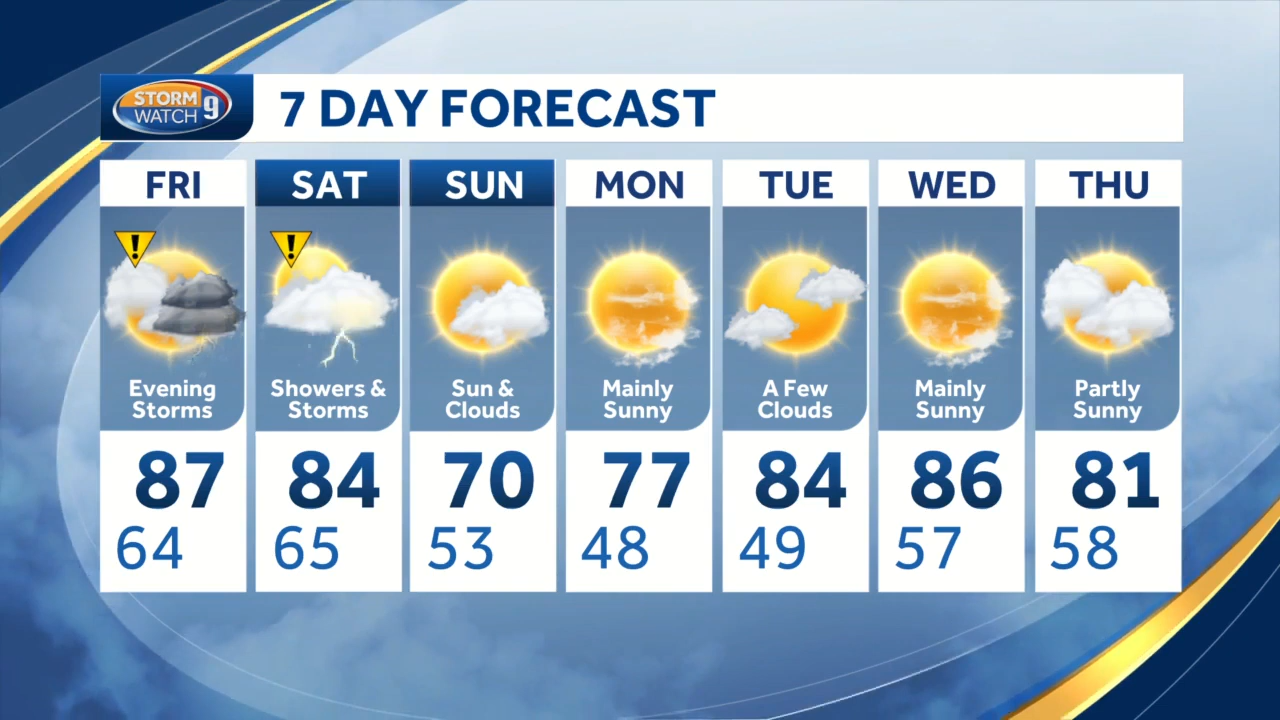 STORM
WATCH 9
7 DAY FORECAST
FRI SAT SUN MON TUE WED THU
! !
Evening Showers & Sun & Mainly A Few Mainly Partly
Storms Storms Clouds Sunny Clouds Sunny Sunny
87 84 70 77 84 86 81
64 65 53 48 49 57 58